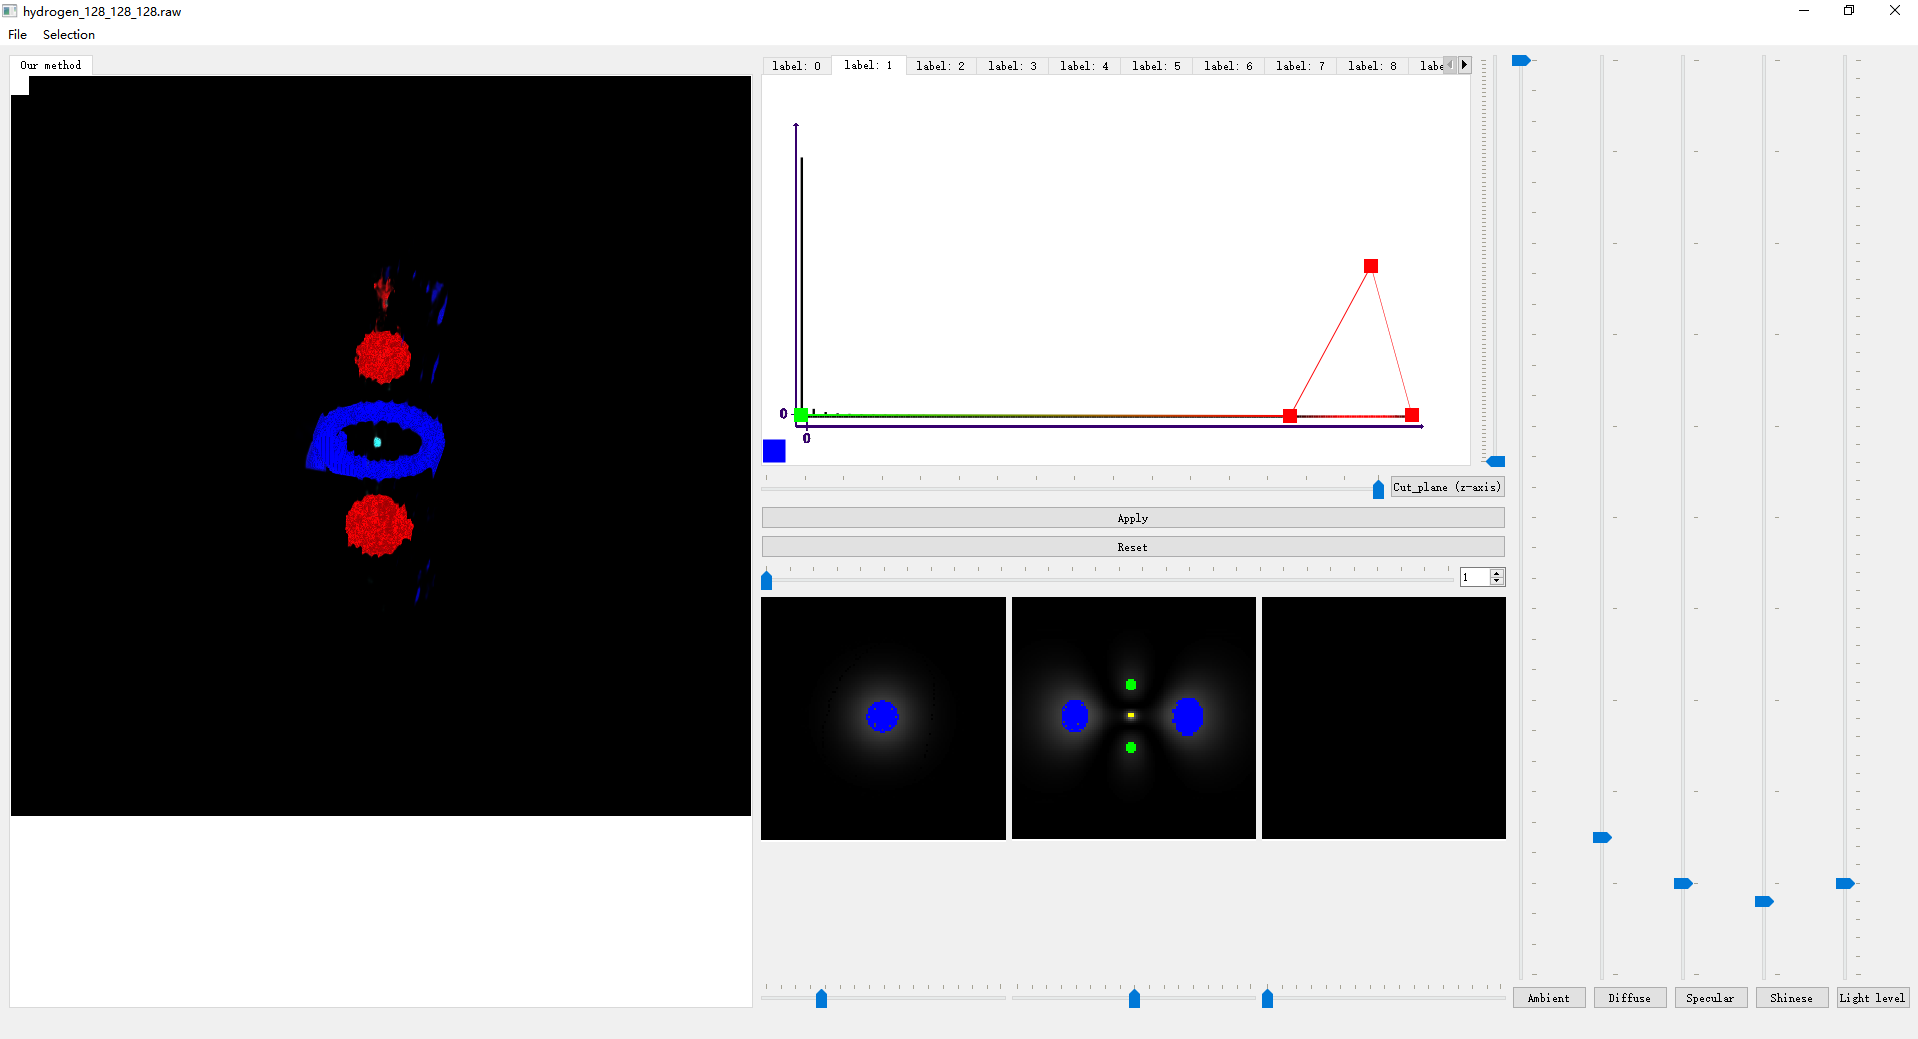 hydrogen_128_128_128.raw
File Selection
Our method
label: 0 label: 1 label: 2 label: 3 label: 4 label: 5 label: 6 label: 7 label: 8 labe
0
0
Cut_plane (z-axis)
Apply
Reset
1
Ambient Diffuse Specular Shinese Light level